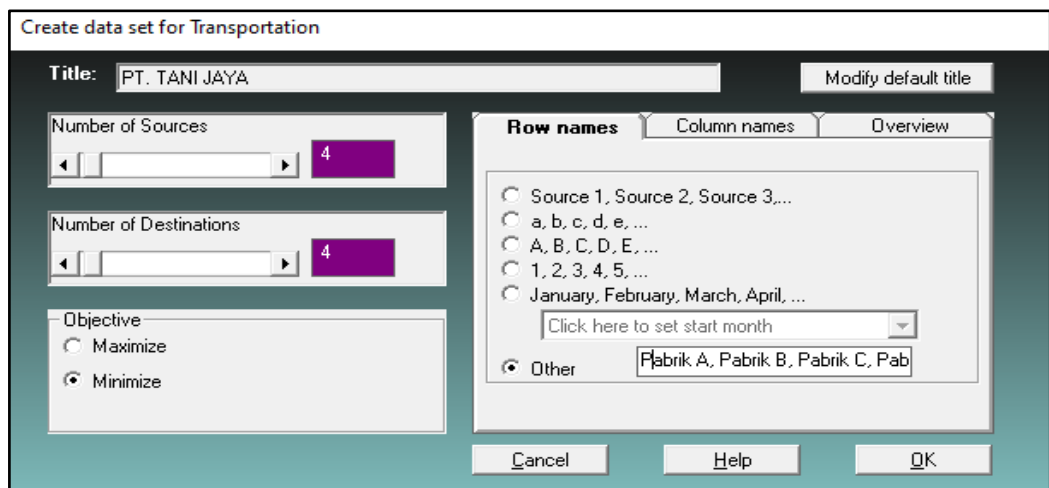 Create data set for Transportation
Title: PT. TANI JAYA
Modify default title
Number of Sources
4
Number of Destinations
4
Objective
Maximize
Minimize
Row names Column names Overview
Source 1, Source 2, Source 3,...
a, b, c, d, e, ...
A, B, C, D, E, ...
1, 2, 3, 4, 5, ...
January, February, March, April, ...
Click here to set start month
Other Pabrik A, Pabrik B, Pabrik C, Pab
Cancel Help OK